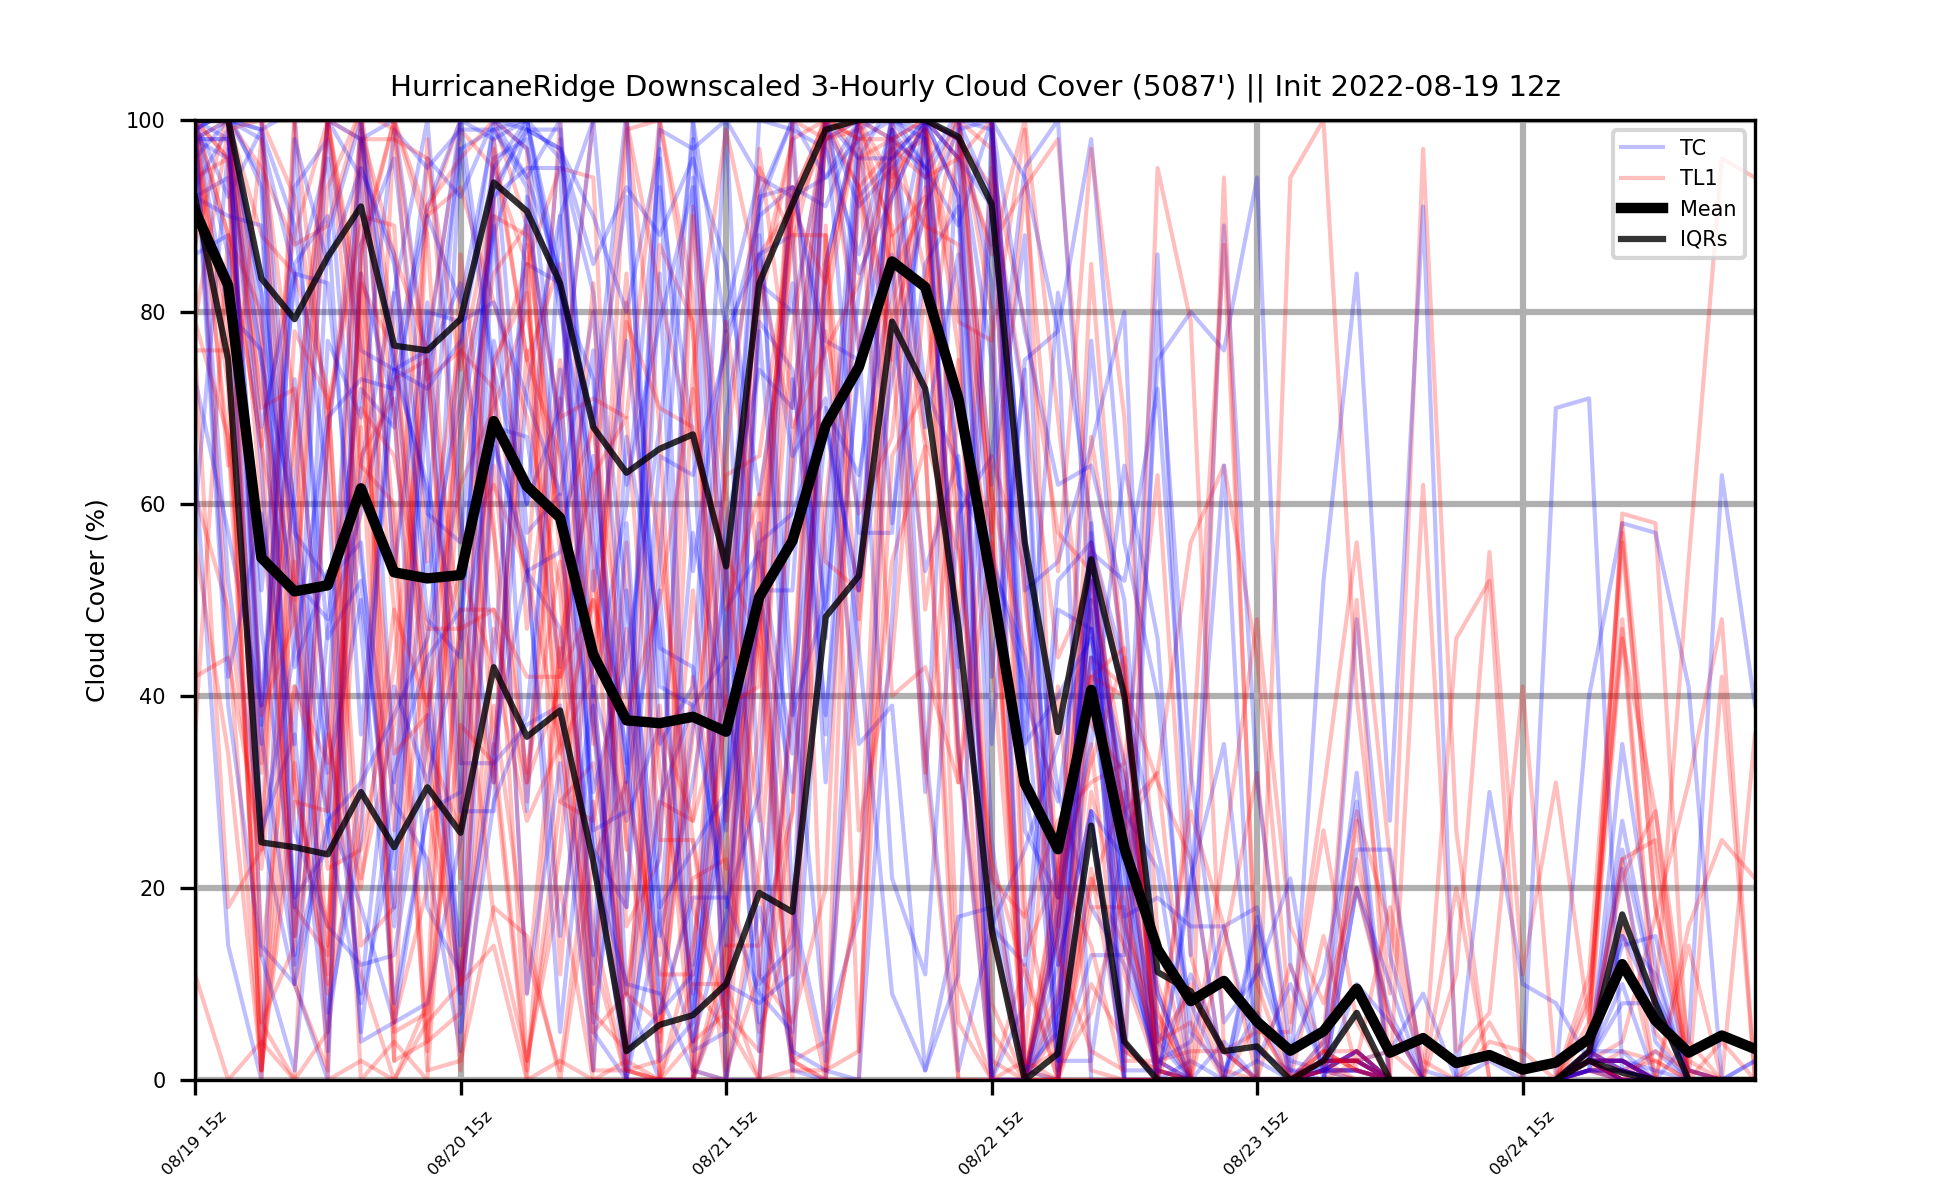 HurricaneRidge Downscaled 3-Hourly Cloud Cover (5087') || Init 2022-08-19 12z
100
80
60
40
20
0
Cloud Cover (%)
TC
TL1
Mean
IQRs
08/19 15z
08/20 15z
08/21 15z
08/22 15z
08/23 15z
08/24 15z